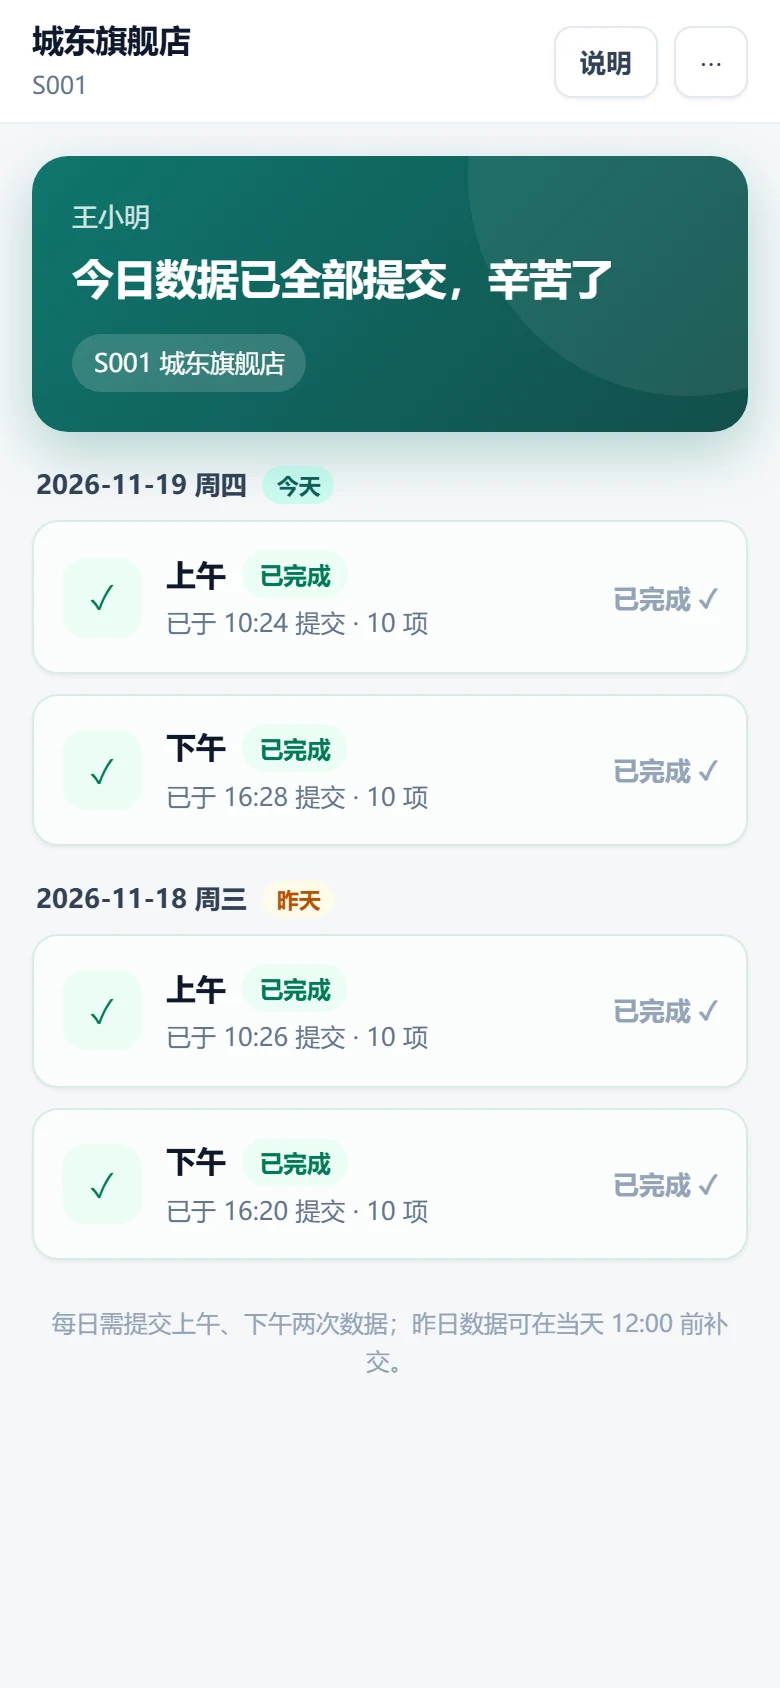 城东旗舰店
S001
说明
...
王小明
今日数据已全部提交，辛苦了
S001 城东旗舰店
2026-11-19 周四 今天
✓
上午 已完成
已于 10:24 提交 · 10 项
已完成 ✓
✓
下午 已完成
已于 16:28 提交 · 10 项
已完成 ✓
2026-11-18 周三 昨天
✓
上午 已完成
已于 10:26 提交 · 10 项
已完成 ✓
✓
下午 已完成
已于 16:20 提交 · 10 项
已完成 ✓
每日需提交上午、下午两次数据；昨日数据可在当天 12:00 前补
交。